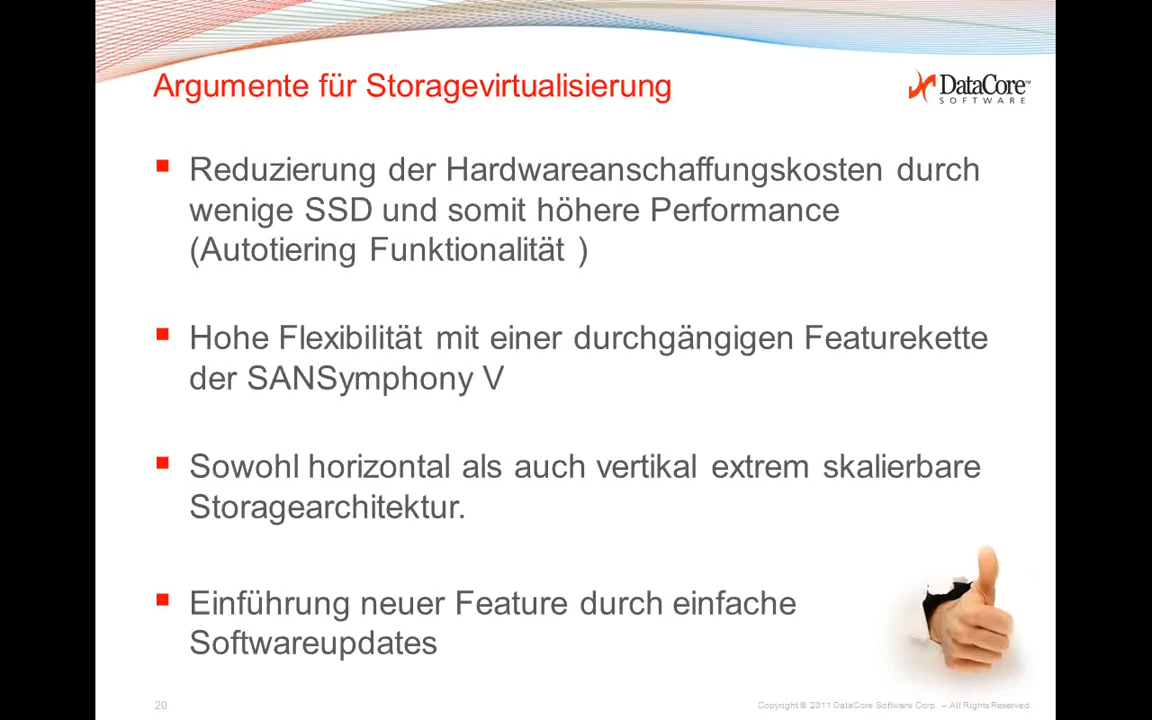 Argumente für Storagevirtualisierung
DataCore™
SOFTWARE
Reduzierung der Hardwareanschaffungskosten durch
wenige SSD und somit höhere Performance
(Autotiering Funktionalität )
Hohe Flexibilität mit einer durchgängigen Featurekette
der SANSymphony V
Sowohl horizontal als auch vertikal extrem skalierbare
Storagearchitektur.
Einführung neuer Feature durch einfache
Softwareupdates
20
Copyright © 2011 DataCore Software Corp. – All Rights Reserved.